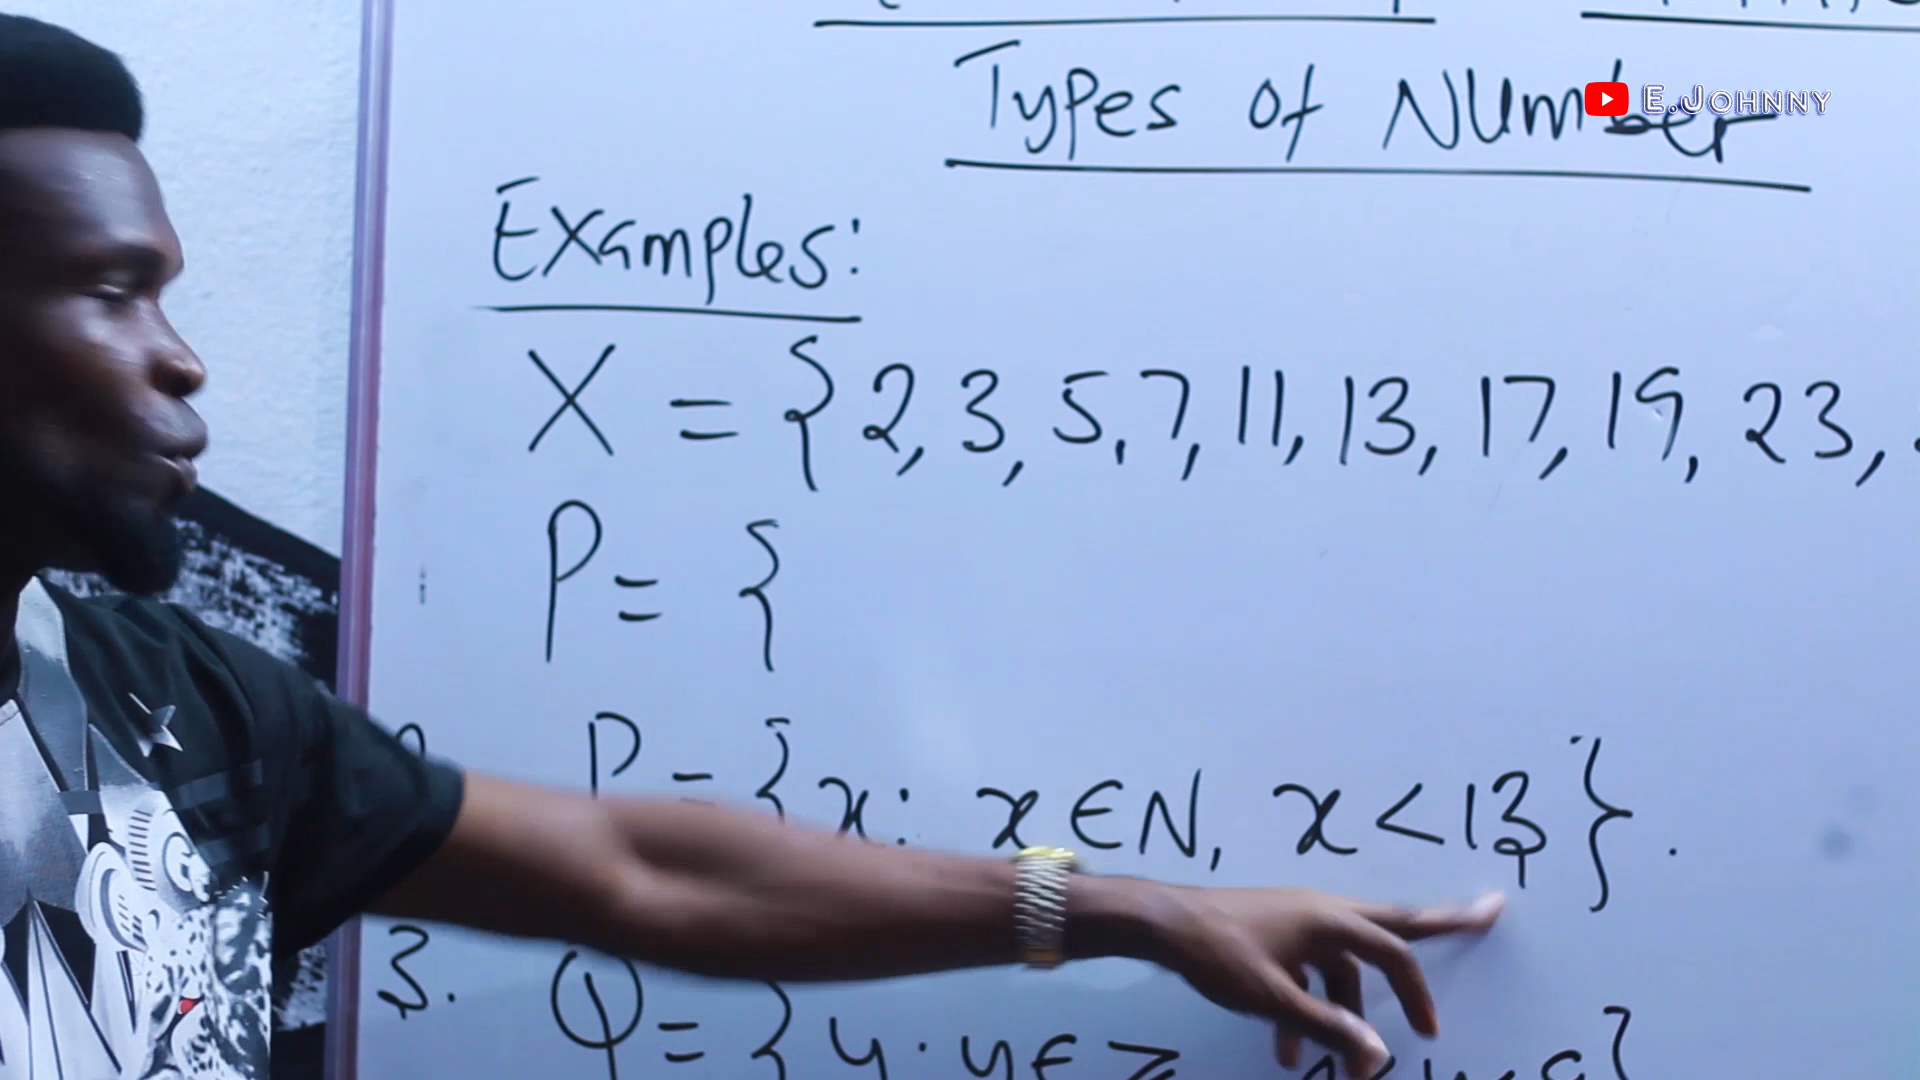 Types of Number
E.JOHNNY
Examples:
X = {2, 3, 5, 7, 11, 13, 17, 19, 23,
P = {
P = {x: x ∈ N, x < 13}.
3. Q = {y: y ∈